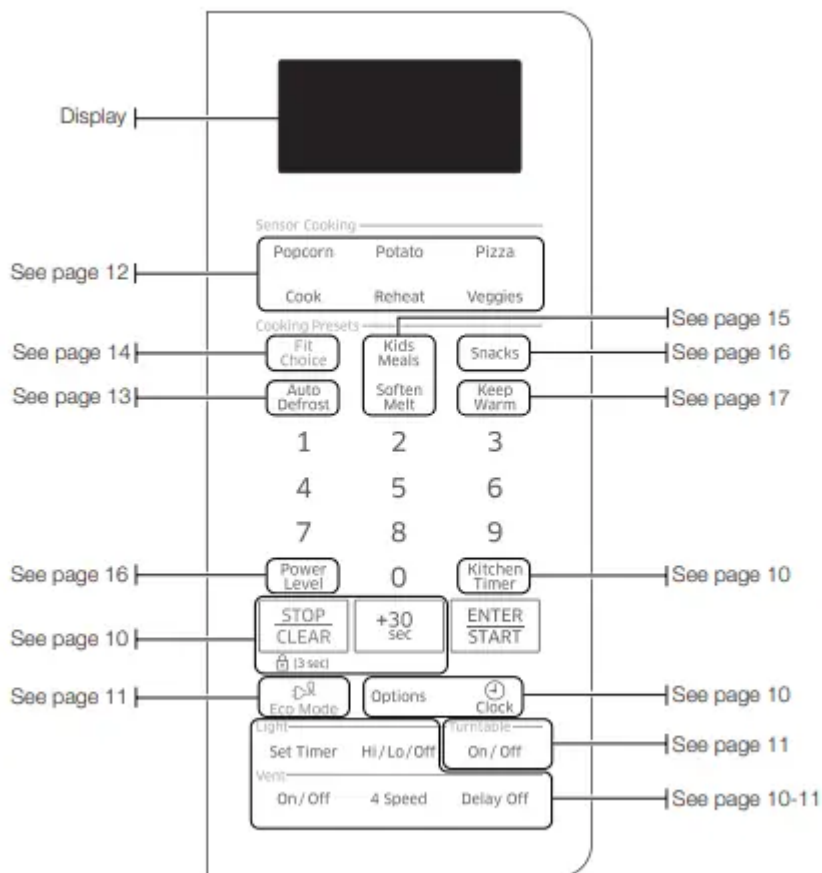 Display
Sensor Cooking
Popcorn Potato Pizza
See page 12
Cook Reheat Veggies
Cooking Presets
See page 15
See page 14
Fit
Choice
Kids
Meals
Snacks
See page 16
See page 13
Auto
Defrost
Soften
Melt
Keep
Warm
See page 17
1 2 3
4 5 6
7 8 9
See page 16
Power
Level
0
Kitchen
Timer
See page 10
See page 10
STOP
CLEAR
+30
sec
ENTER
START
(3 sec)
See page 11
Eco Mode
Options
Clock
See page 10
Light
Turntable
Set Timer Hi/Lo/Off On/Off
See page 11
Vent
On/Off 4 Speed Delay Off
See page 10-11